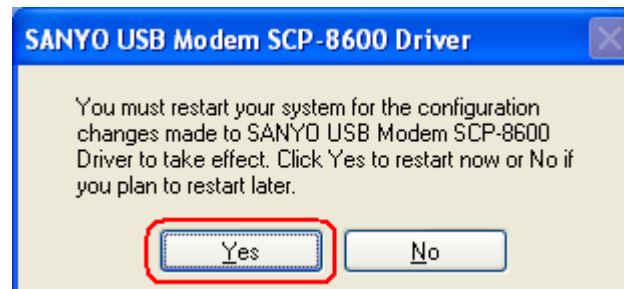 SANYO USB Modem SCP-8600 Driver
You must restart your system for the configuration
changes made to SANYO USB Modem SCP-8600
Driver to take effect. Click Yes to restart now or No if
you plan to restart later.
Yes
No